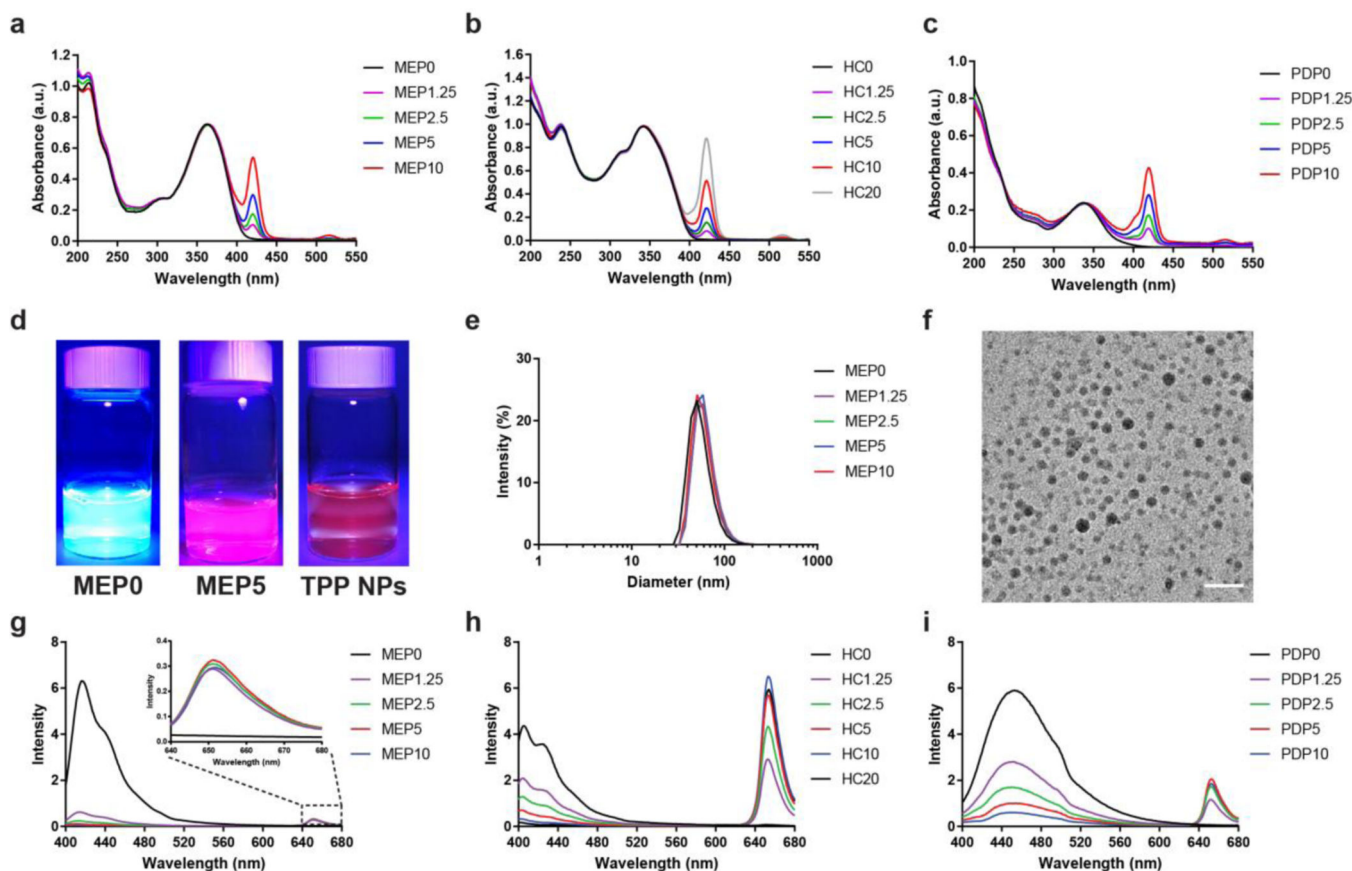 a
1.2
1.0
0.8
0.6
0.4
0.2
0.0
200 250 300 350 400 450 500 550
Absorbance (a.u.)
Wavelength (nm)
MEP0
MEP1.25
MEP2.5
MEP5
MEP10
b
1.6
1.4
1.2
1.0
0.8
0.6
0.4
0.2
0.0
200 250 300 350 400 450 500 550
Absorbance (a.u.)
Wavelength (nm)
HC0
HC1.25
HC2.5
HC5
HC10
HC20
c
1.0
0.8
0.6
0.4
0.2
0.0
200 250 300 350 400 450 500 550
Absorbance (a.u.)
Wavelength (nm)
PDP0
PDP1.25
PDP2.5
PDP5
PDP10
d
MEP0 MEP5 TPP NPs
e
30
20
10
0
1 10 100 1000
Intensity (%)
Diameter (nm)
MEP0
MEP1.25
MEP2.5
MEP5
MEP10
f
g
8
6
4
2
0
400 440 480 520 560 600 640 680
Intensity
Wavelength (nm)
0.4
0.3
0.2
0.1
0.0
640 650 660 670 680
Intensity
Wavelength (nm)
MEP0
MEP1.25
MEP2.5
MEP5
MEP10
h
8
6
4
2
0
400 440 480 520 560 600 640 680
Intensity
Wavelength (nm)
HC0
HC1.25
HC2.5
HC5
HC10
HC20
i
8
6
4
2
0
400 440 480 520 560 600 640 680
Intensity
Wavelength (nm)
PDP0
PDP1.25
PDP2.5
PDP5
PDP10